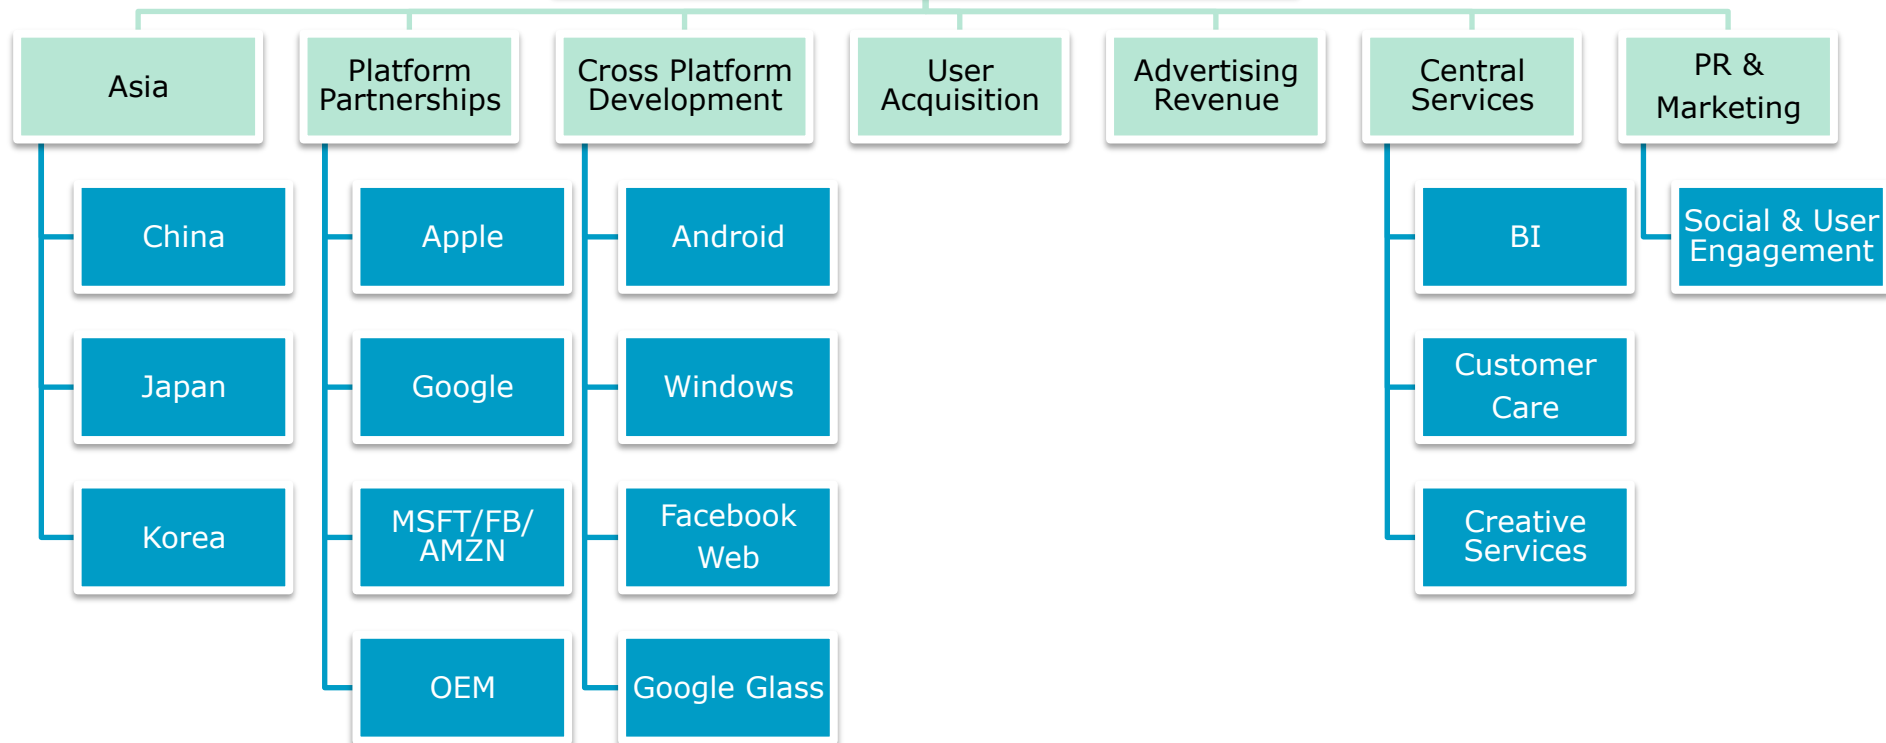 Asia
Platform
Partnerships
Cross Platform
Development
User
Acquisition
Advertising
Revenue
Central
Services
PR &
Marketing
China
Apple
Android
BI
Social & User
Engagement
Japan
Google
Windows
Customer
Care
Korea
MSFT/FB/
AMZN
Facebook
Web
Creative
Services
OEM
Google Glass